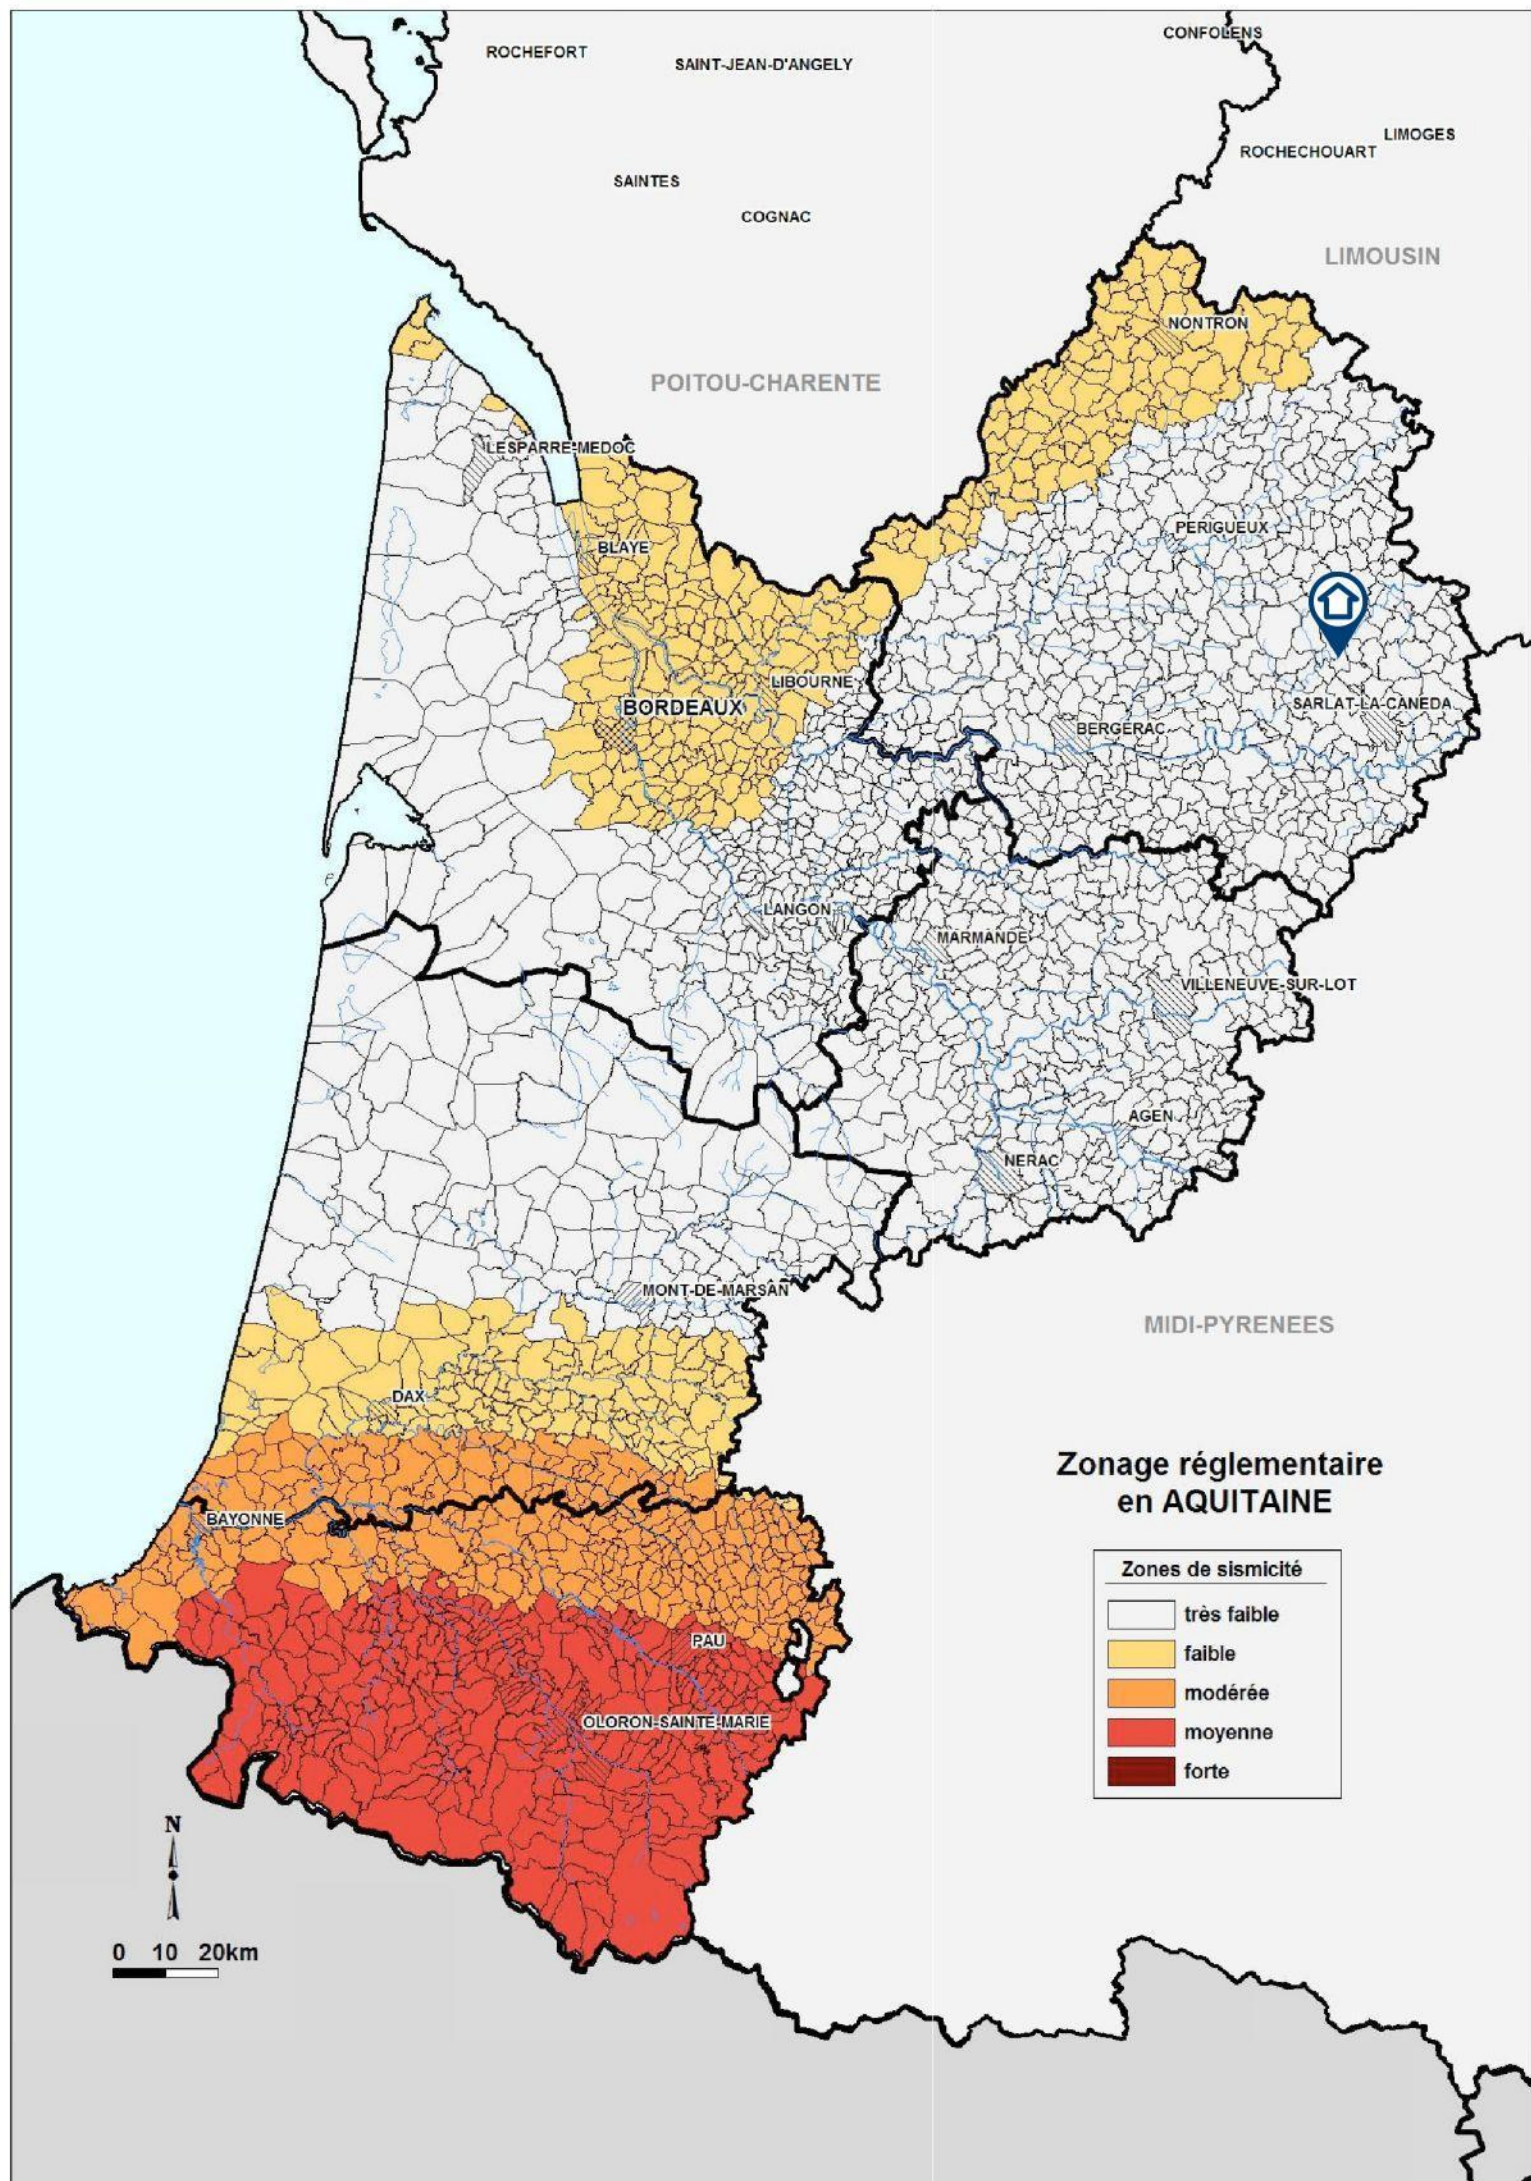 CONFOLENS
ROCHEFORT
SAINT-JEAN-D'ANGELY
LIMOGES
ROCHECHOUART
SAINTES
COGNAC
LIMOUSIN
NONTRON
POITOU-CHARENTE
LESPARRE-MEDOC
PERIGUEUX
BLAYE
LIBOURNE
SARLAT-LA-CANEDA
BORDEAUX
BERGERAC
LANGON
MARMANDE
VILLENEUVE-SUR-LOT
AGEN
NERAC
MONT-DE-MARSAN
MIDI-PYRENEES
DAX
Zonage réglementaire
en AQUITAINE
BAYONNE
Zones de sismicité
très faible
faible
modérée
moyenne
forte
PAU
OLORON-SAINTE-MARIE
N
0 10 20km